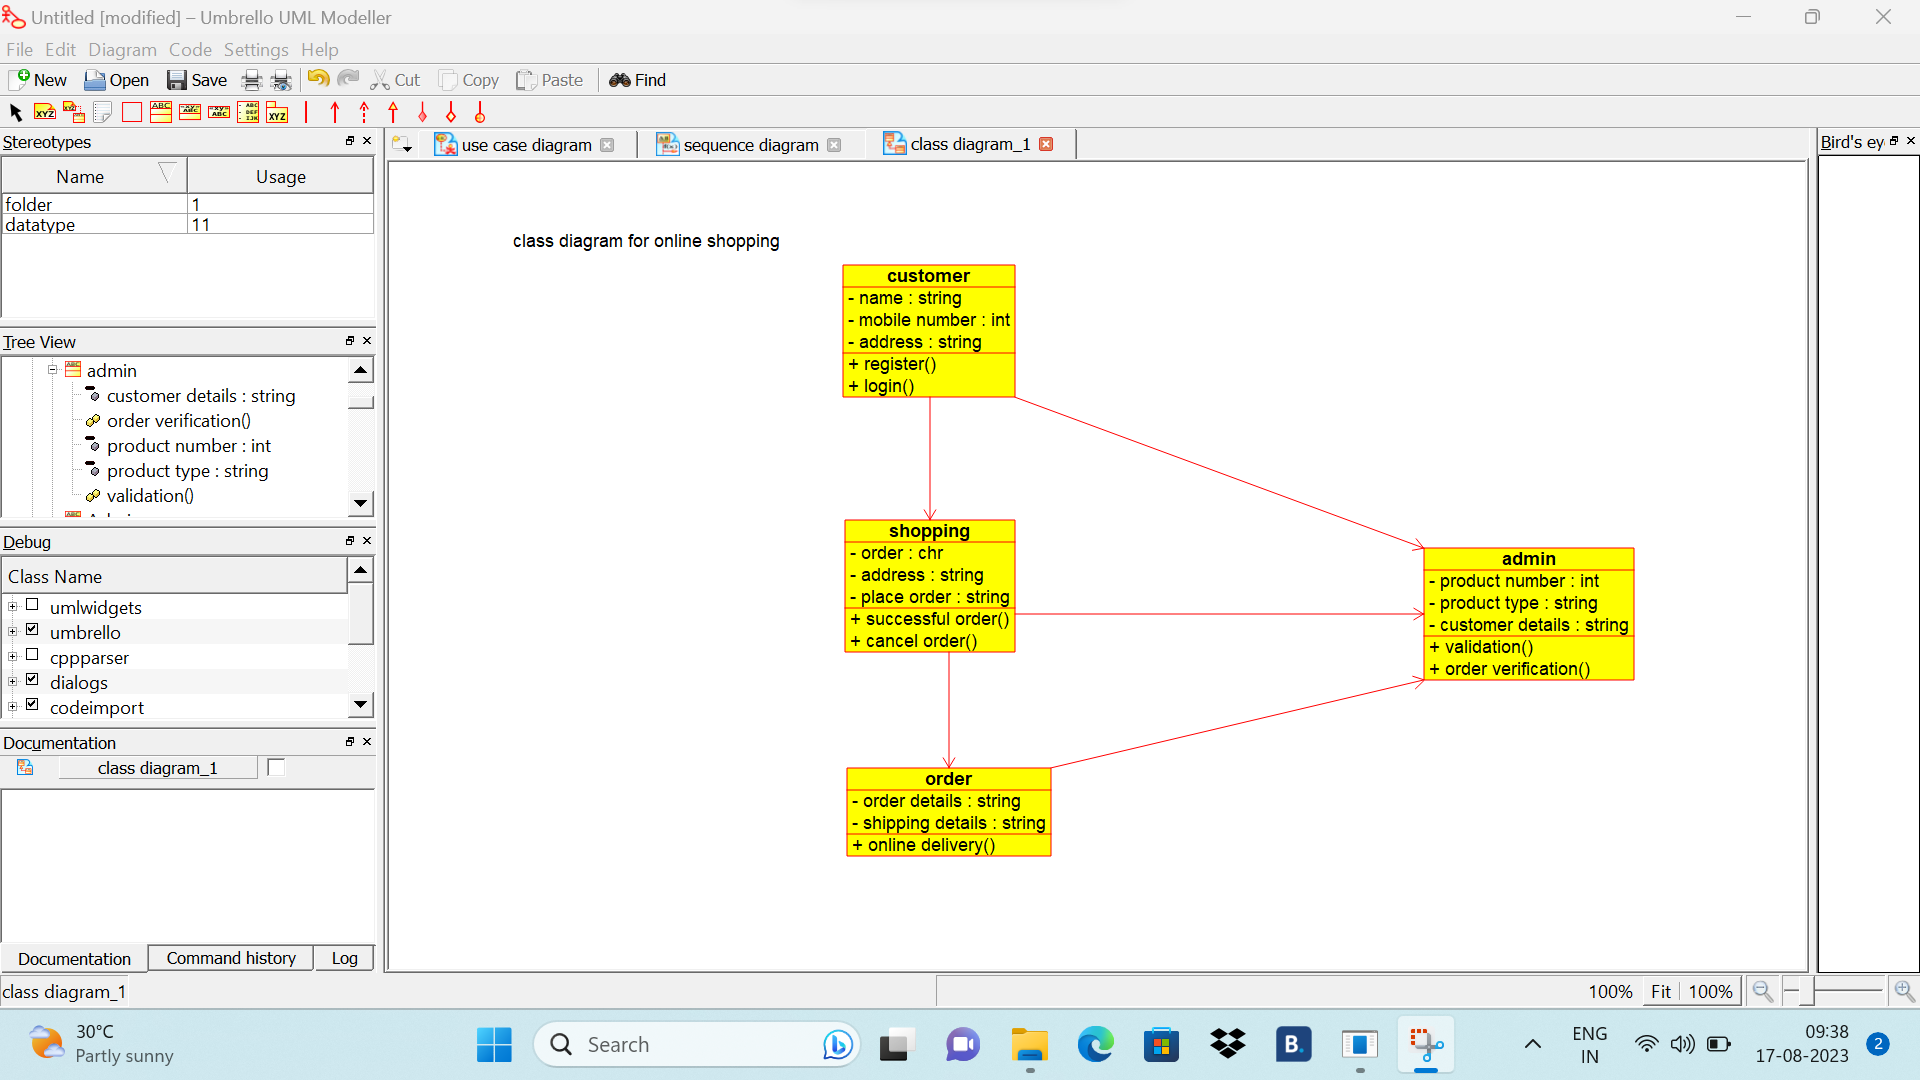 Untitled [modified] – Umbrello UML Modeller
File Edit Diagram Code Settings Help
New Open Save Cut Copy Paste Find
Stereotypes
Name Usage
folder 1
datatype 11
Tree View
admin
customer details : string
order verification()
product number : int
product type : string
validation()
Debug
Class Name
umlwidgets
umbrello
cppparser
dialogs
codeimport
Documentation
class diagram_1
Documentation Command history Log
class diagram_1
use case diagram sequence diagram class diagram_1
Bird's ey
class diagram for online shopping
customer
- name : string
- mobile number : int
- address : string
+ register()
+ login()
shopping
- order : chr
- address : string
- place order : string
+ successful order()
+ cancel order()
admin
- product number : int
- product type : string
- customer details : string
+ validation()
+ order verification()
order
- order details : string
- shipping details : string
+ online delivery()
100% Fit 100%
30°C
Partly sunny
Search
B.
ENG
IN
09:38
17-08-2023
2